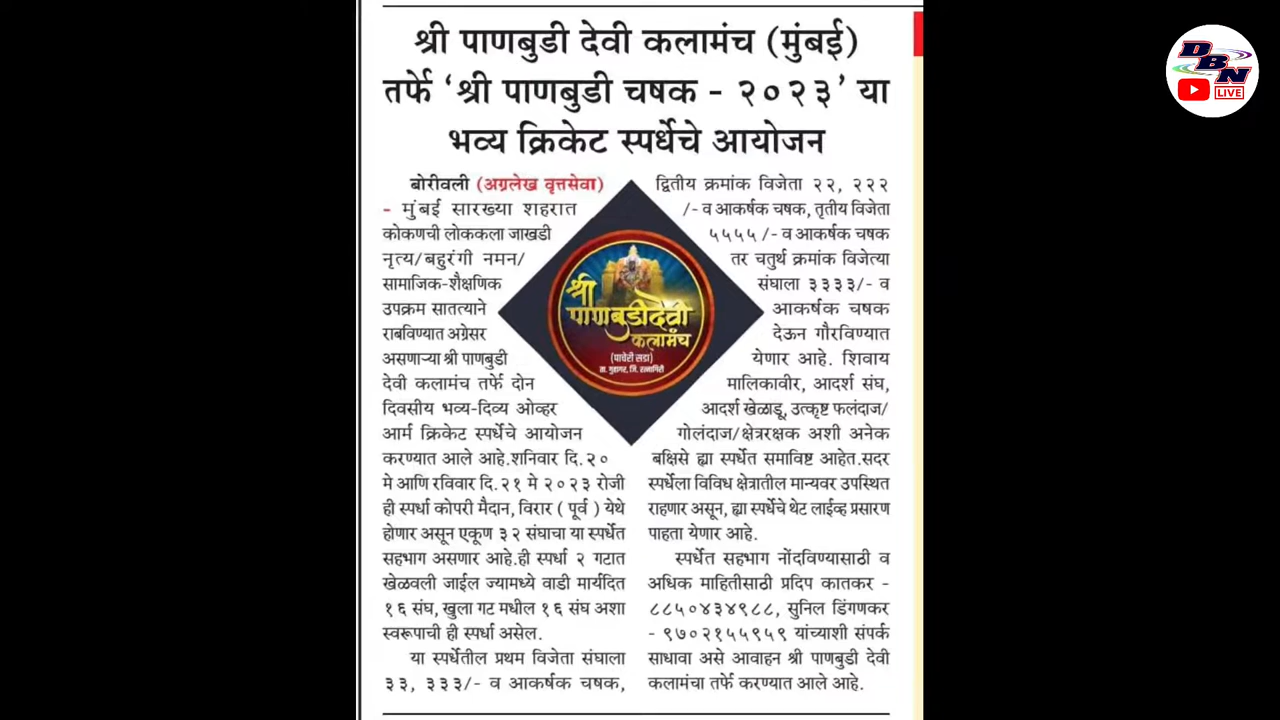 श्री पाणबुडी देवी कलामंच (मुंबई)
तर्फे ‘श्री पाणबुडी चषक - २०२३’ या
भव्य क्रिकेट स्पर्धेचे आयोजन
बोरीवली (अग्रलेख वृत्तसेवा)
- मुंबई सारख्या शहरात
कोकणची लोककला जाखडी
नृत्य/बहुरंगी नमन/
सामाजिक-शैक्षणिक
उपक्रम सातत्याने
राबविण्यात अग्रेसर
असणाऱ्या श्री पाणबुडी
देवी कलामंच तर्फे दोन
दिवसीय भव्य-दिव्य ओव्हर
आर्म क्रिकेट स्पर्धेचे आयोजन
करण्यात आले आहे.शनिवार दि.२०
मे आणि रविवार दि.२१ मे २०२३ रोजी
ही स्पर्धा कोपरी मैदान, विरार ( पूर्व ) येथे
होणार असून एकूण ३२ संघाचा या स्पर्धेत
सहभाग असणार आहे.ही स्पर्धा २ गटात
खेळवली जाईल ज्यामध्ये वाडी मार्यदित
१६ संघ, खुला गट मधील १६ संघ अशा
स्वरूपाची ही स्पर्धा असेल.
या स्पर्धेतील प्रथम विजेता संघाला
३३, ३३३/- व आकर्षक चषक,
द्वितीय क्रमांक विजेता २२, २२२
/- व आकर्षक चषक, तृतीय विजेता
५५५५ /- व आकर्षक चषक
तर चतुर्थ क्रमांक विजेत्या
संघाला ३३३३/- व
आकर्षक चषक
देऊन गौरविण्यात
येणार आहे. शिवाय
मालिकावीर, आदर्श संघ,
आदर्श खेळाडू, उत्कृष्ट फलंदाज/
गोलंदाज/क्षेत्ररक्षक अशी अनेक
बक्षिसे ह्या स्पर्धेत समाविष्ट आहेत.सदर
स्पर्धेला विविध क्षेत्रातील मान्यवर उपस्थित
राहणार असून, ह्या स्पर्धेचे थेट लाईव्ह प्रसारण
पाहता येणार आहे.
स्पर्धेत सहभाग नोंदविण्यासाठी व
अधिक माहितीसाठी प्रदिप कातकर -
८८५०४३४९८८, सुनिल डिंगणकर
- ९७०२१५५९५९ यांच्याशी संपर्क
साधावा असे आवाहन श्री पाणबुडी देवी
कलामंचा तर्फे करण्यात आले आहे.
श्री
पाणबुडीदेवी
कलामंच
(पाचेरी सडा)
ता. गुहागर, जि. रत्नागिरी
DBN
LIVE